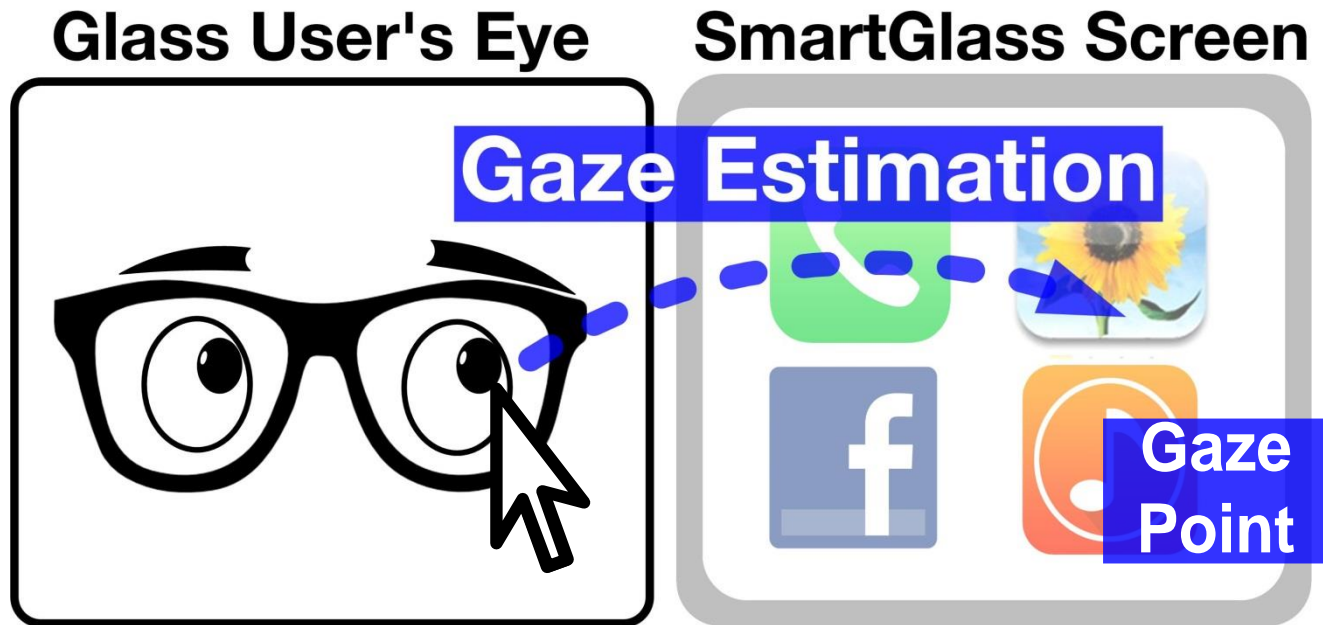 Glass User's Eye
SmartGlass Screen
Gaze Estimation
f
Gaze
Point